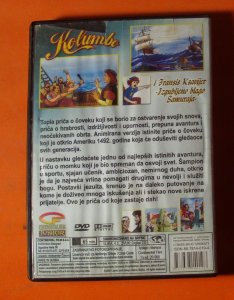 Kolumbo
i Fransis Ksavije
Izgubljeno blago
Samuraja
Topla priča o čoveku koji se borio za ostvarenje svojih snova,
priča o hrabrosti, izdržljivosti i upornosti, prepuna avantura i
neočekivanih obrta. Animirana verzija istinite priče o čoveku
koji je otkrio Ameriku 1492. godine koja će oduševiti gledaoce
svih generacija.
U nastavku gledaćete jednu od najlepših istinitih avantura,
priču o momku koji je bio spreman da osvoji svet. Šampion
u sportu, sjajan učenik, ambiciozan, nemirnog duha, otkrio
je da je najveća vrlina pomagati drugima u nevolji i služiti
Bogu. Postavši jezuita, krenuo je na daleko putovanje na
kome je doživeo mnoga iskušenja ali i stekao nove iskrene
prijatelje. Ovo je priča od koje zastaje dah!
DVD